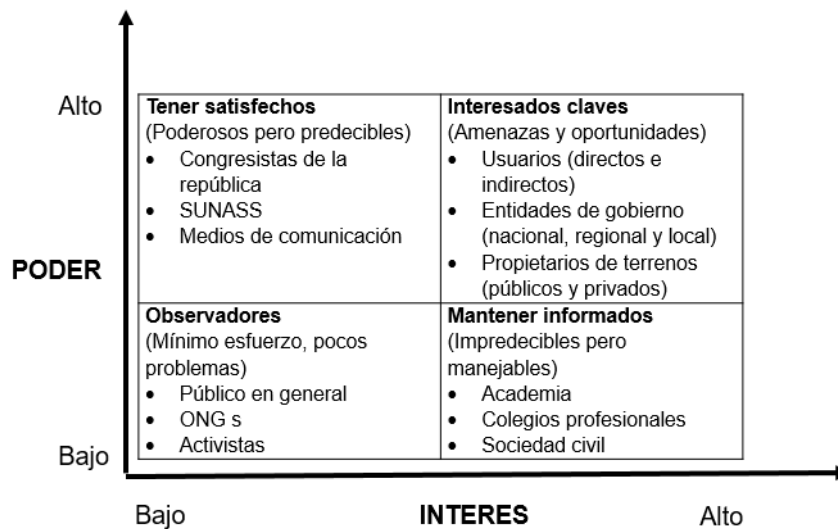 Alto
Tener satisfechos
(Poderosos pero predecibles)
• Congresistas de la
república
• SUNASS
• Medios de comunicación
Interesados claves
(Amenazas y oportunidades)
• Usuarios (directos e
indirectos)
• Entidades de gobierno
(nacional, regional y local)
• Propietarios de terrenos
(públicos y privados)
PODER
Observadores
(Mínimo esfuerzo, pocos
problemas)
• Público en general
• ONG s
• Activistas
Mantener informados
(Impredecibles pero
manejables)
• Academia
• Colegios profesionales
• Sociedad civil
Bajo
Bajo
INTERES
Alto